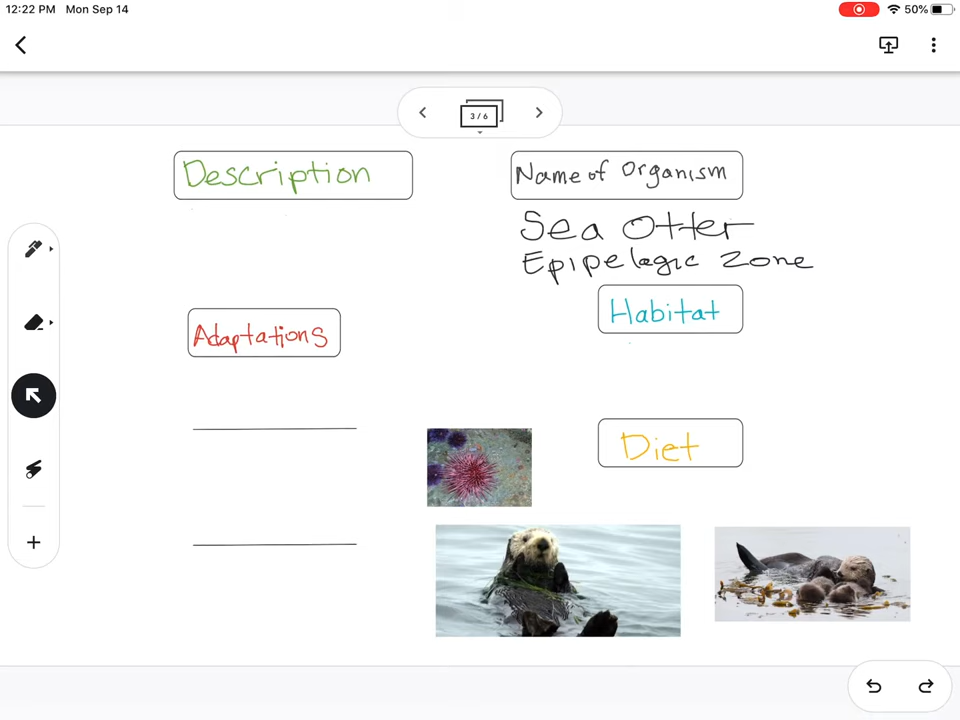 12:22 PM Mon Sep 14
50%
3 / 6
Description
Name of Organism
Sea Otter
Epipelagic Zone
Habitat
Adaptations
Diet